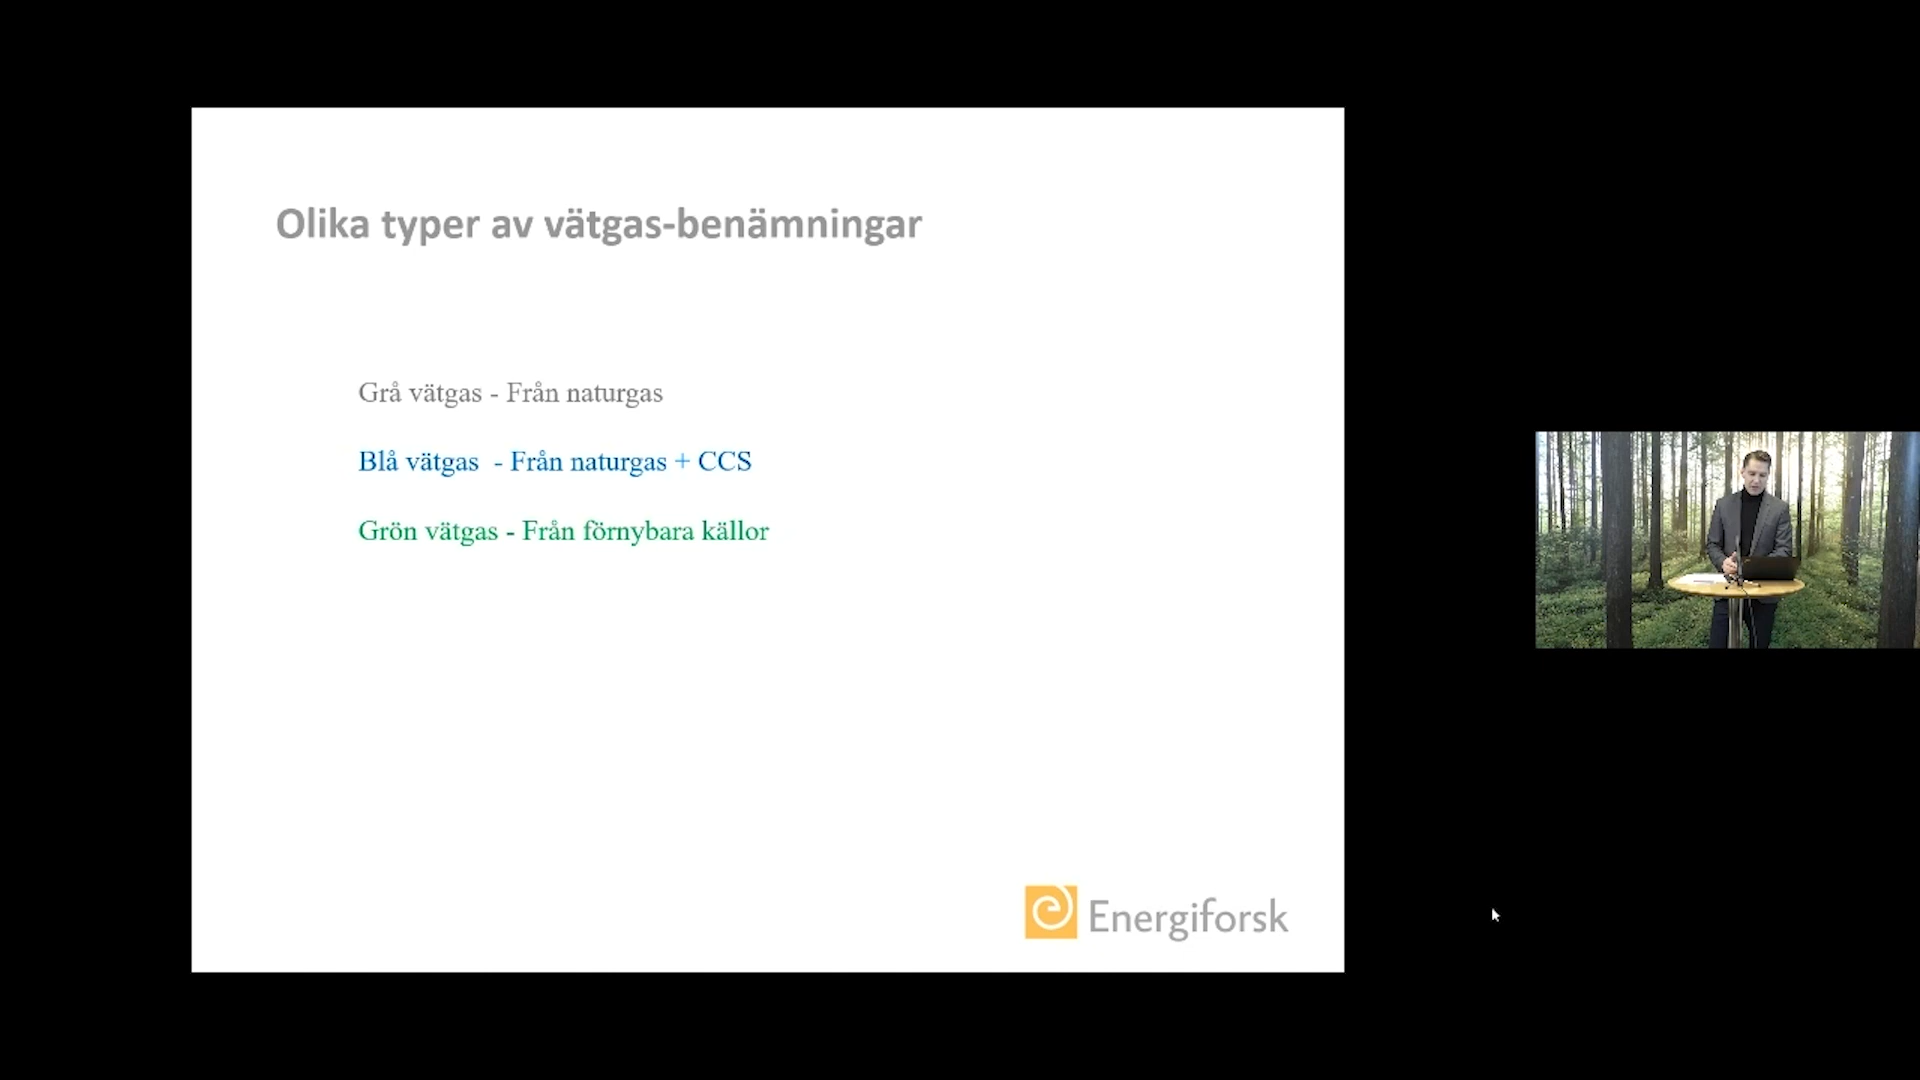 Olika typer av vätgas-benämningar
Grå vätgas - Från naturgas
Blå vätgas - Från naturgas + CCS
Grön vätgas - Från förnybara källor
Energiforsk